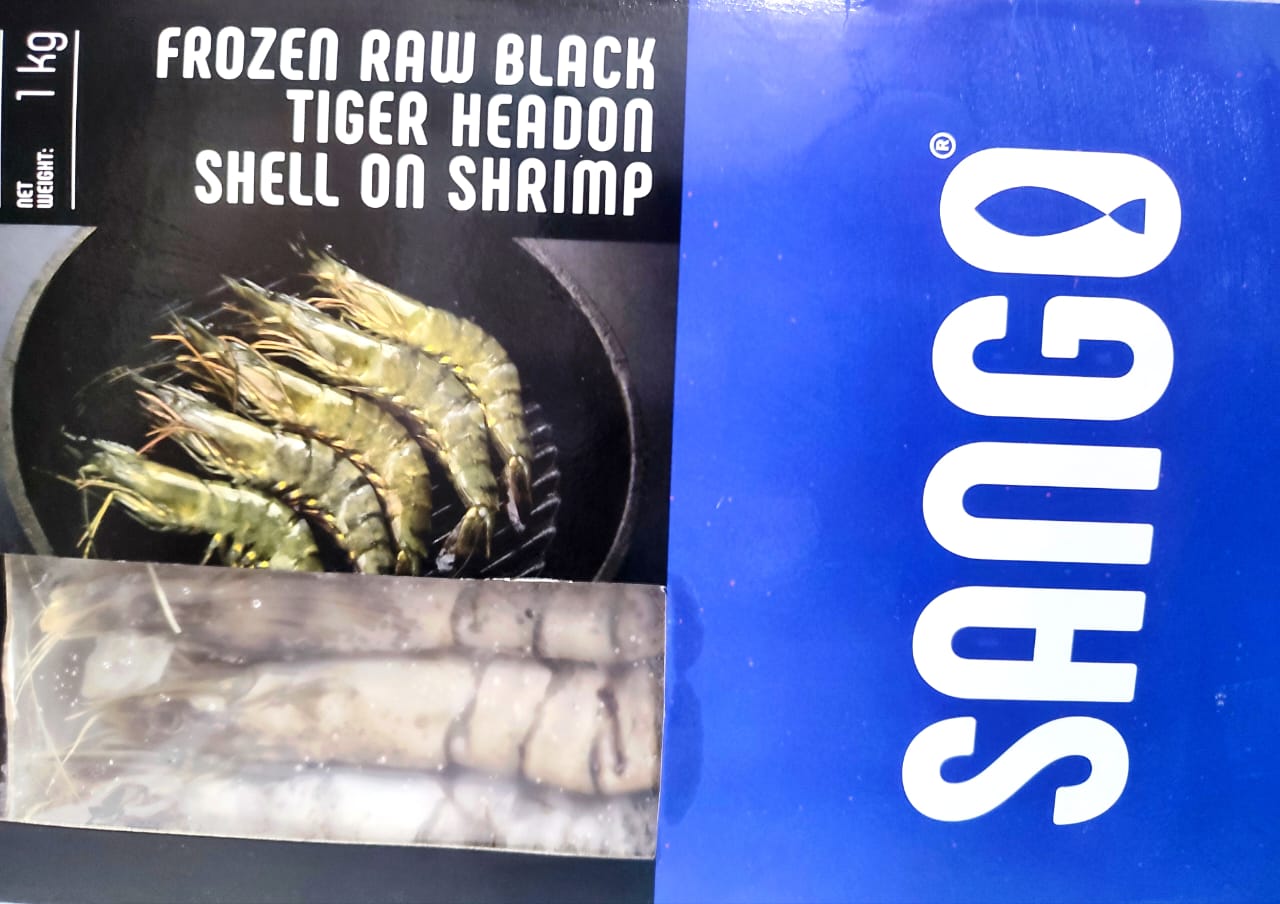 FROZEN RAW BLACK
TIGER HEADON
SHELL ON SHRIMP
NET
WEIGHT:
1 kg
SANGO®